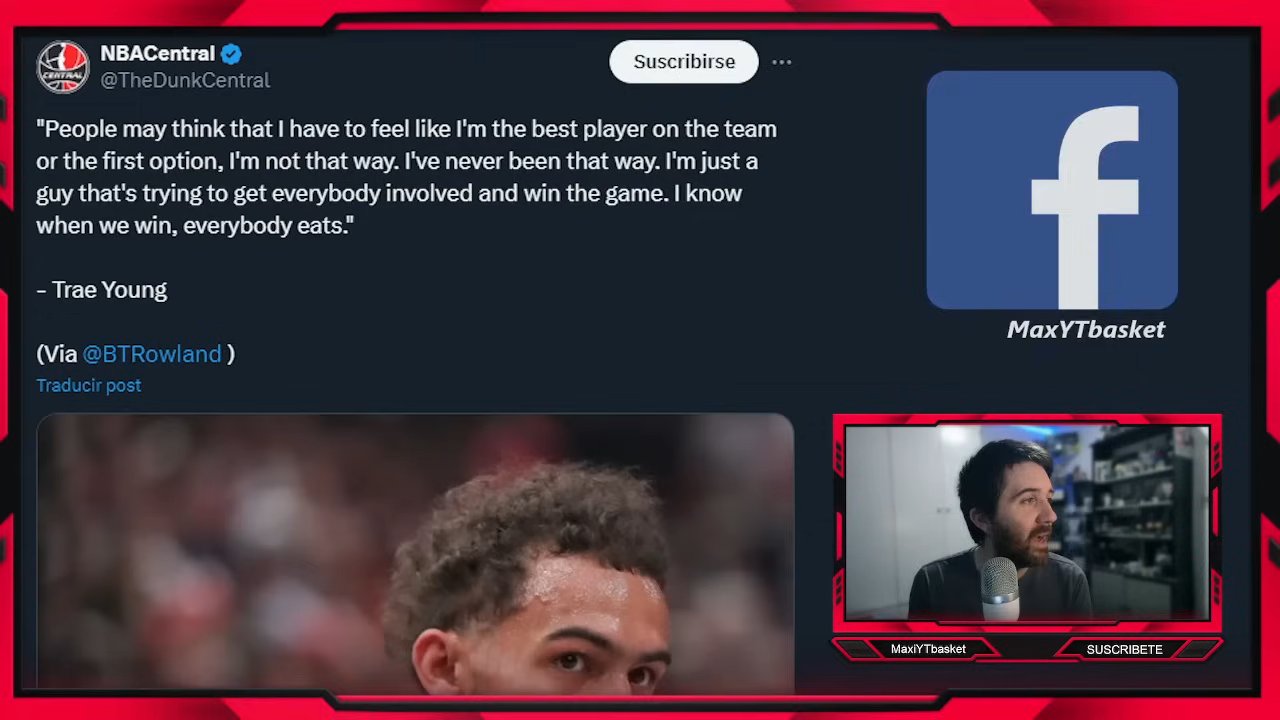 NBACentral
@TheDunkCentral
Suscribirse
"People may think that I have to feel like I'm the best player on the team
or the first option, I'm not that way. I've never been that way. I'm just a
guy that's trying to get everybody involved and win the game. I know
when we win, everybody eats."
– Trae Young
(Via @BTRowland )
Traducir post
CENTRAL
f
MaxYTbasket
MaxiYTbasket
SUSCRIBETE